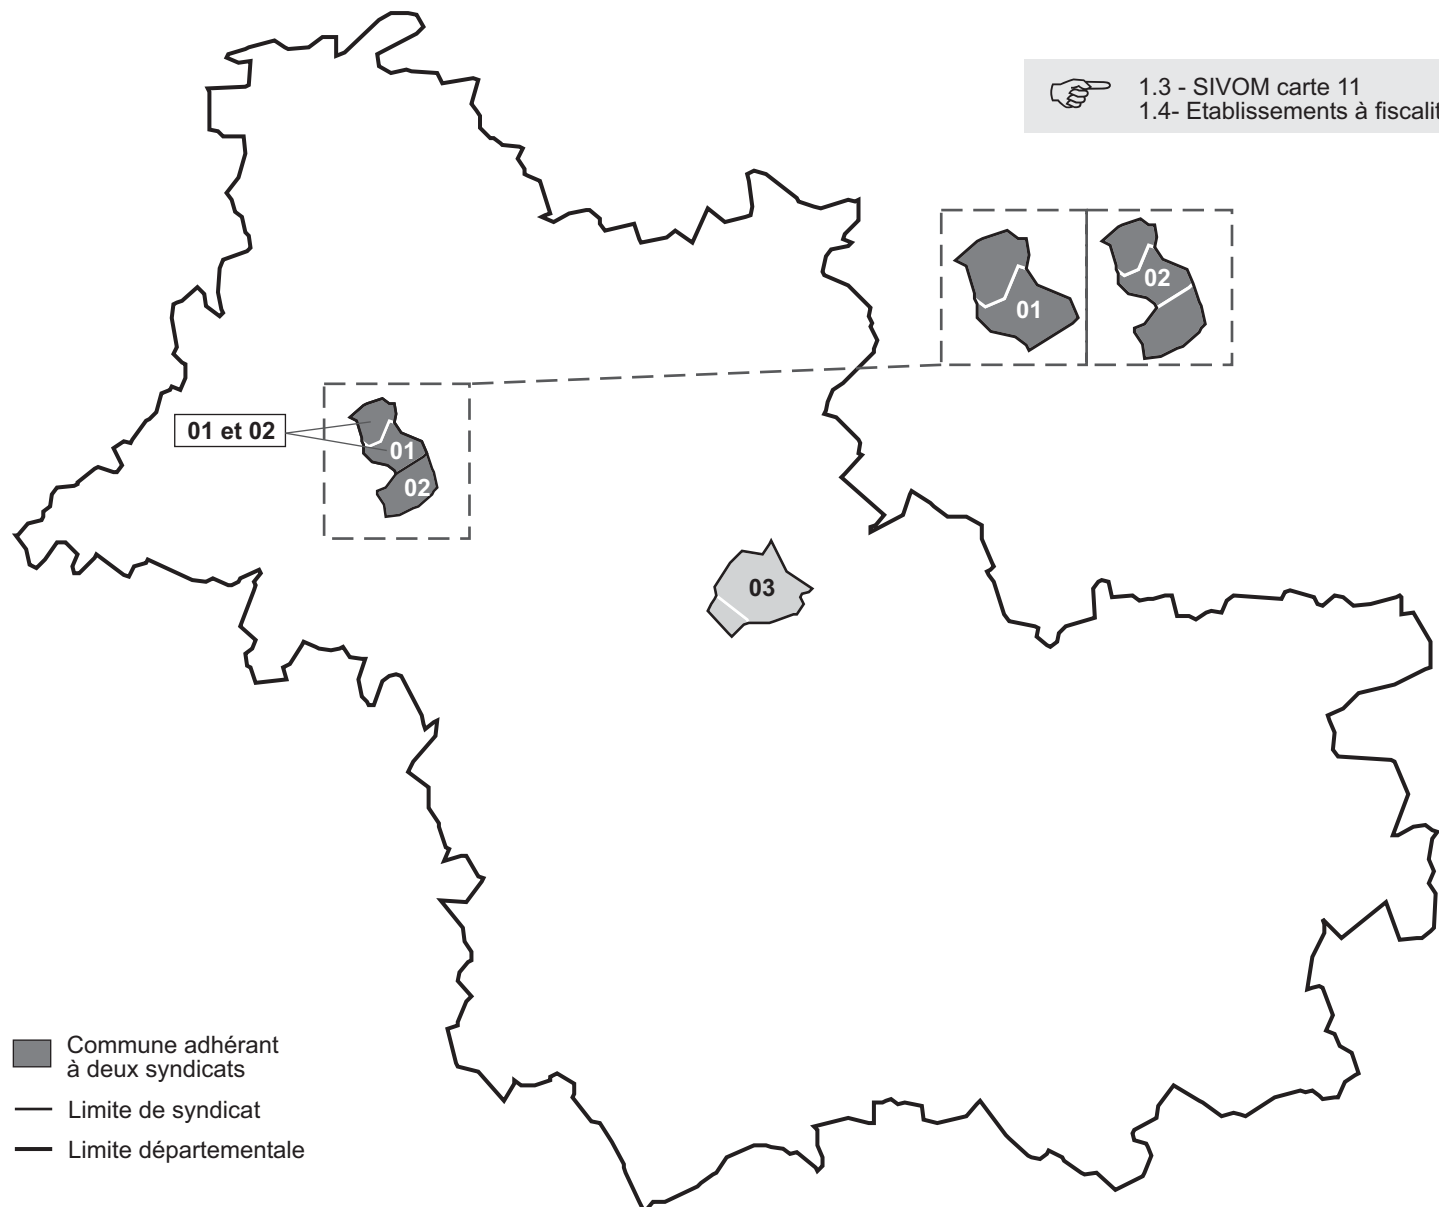 1.3 - SIVOM carte 11
1.4- Etablissements à fiscalit
01
02
01 et 02
01
02
03
Commune adhérant
à deux syndicats
Limite de syndicat
Limite départementale